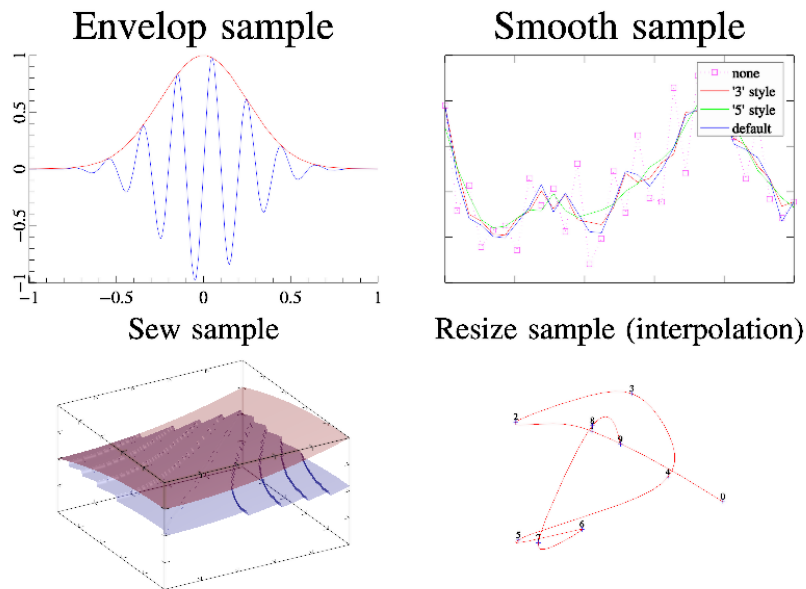 Envelop sample
Smooth sample
1
0.5
0
−0.5
−1
−1 −0.5 0 0.5 1
none
'3' style
'5' style
default
Sew sample
Resize sample (interpolation)
3
2
8
9
4
0
6
5
7